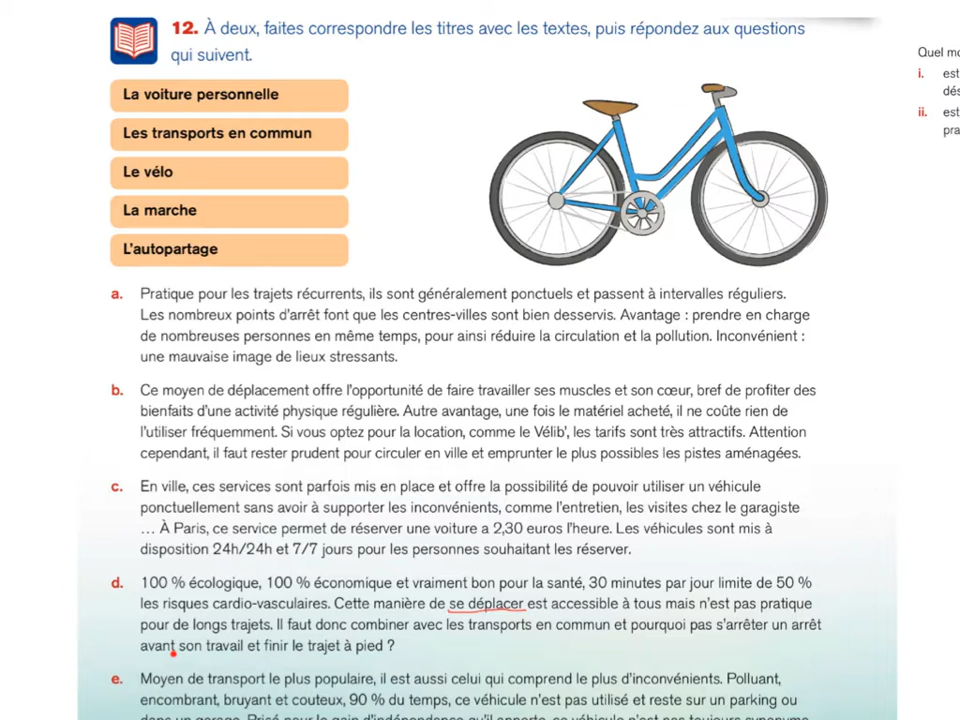 12. À deux, faites correspondre les titres avec les textes, puis répondez aux questions
qui suivent.
La voiture personnelle
Les transports en commun
Le vélo
La marche
L'autopartage
a. Pratique pour les trajets récurrents, ils sont généralement ponctuels et passent à intervalles réguliers.
Les nombreux points d'arrêt font que les centres-villes sont bien desservis. Avantage : prendre en charge
de nombreuses personnes en même temps, pour ainsi réduire la circulation et la pollution. Inconvénient :
une mauvaise image de lieux stressants.
b. Ce moyen de déplacement offre l'opportunité de faire travailler ses muscles et son cœur, bref de profiter des
bienfaits d'une activité physique régulière. Autre avantage, une fois le matériel acheté, il ne coûte rien de
l'utiliser fréquemment. Si vous optez pour la location, comme le Vélib', les tarifs sont très attractifs. Attention
cependant, il faut rester prudent pour circuler en ville et emprunter le plus possibles les pistes aménagées.
c. En ville, ces services sont parfois mis en place et offre la possibilité de pouvoir utiliser un véhicule
ponctuellement sans avoir à supporter les inconvénients, comme l'entretien, les visites chez le garagiste
... À Paris, ce service permet de réserver une voiture a 2,30 euros l'heure. Les véhicules sont mis à
disposition 24h/24h et 7/7 jours pour les personnes souhaitant les réserver.
d. 100 % écologique, 100 % économique et vraiment bon pour la santé, 30 minutes par jour limite de 50 %
les risques cardio-vasculaires. Cette manière de se déplacer est accessible à tous mais n'est pas pratique
pour de longs trajets. Il faut donc combiner avec les transports en commun et pourquoi pas s'arrêter un arrêt
avant son travail et finir le trajet à pied ?
e. Moyen de transport le plus populaire, il est aussi celui qui comprend le plus d'inconvénients. Polluant,
encombrant, bruyant et couteux, 90 % du temps, ce véhicule n'est pas utilisé et reste sur un parking ou
Quel
i. est
ii. est